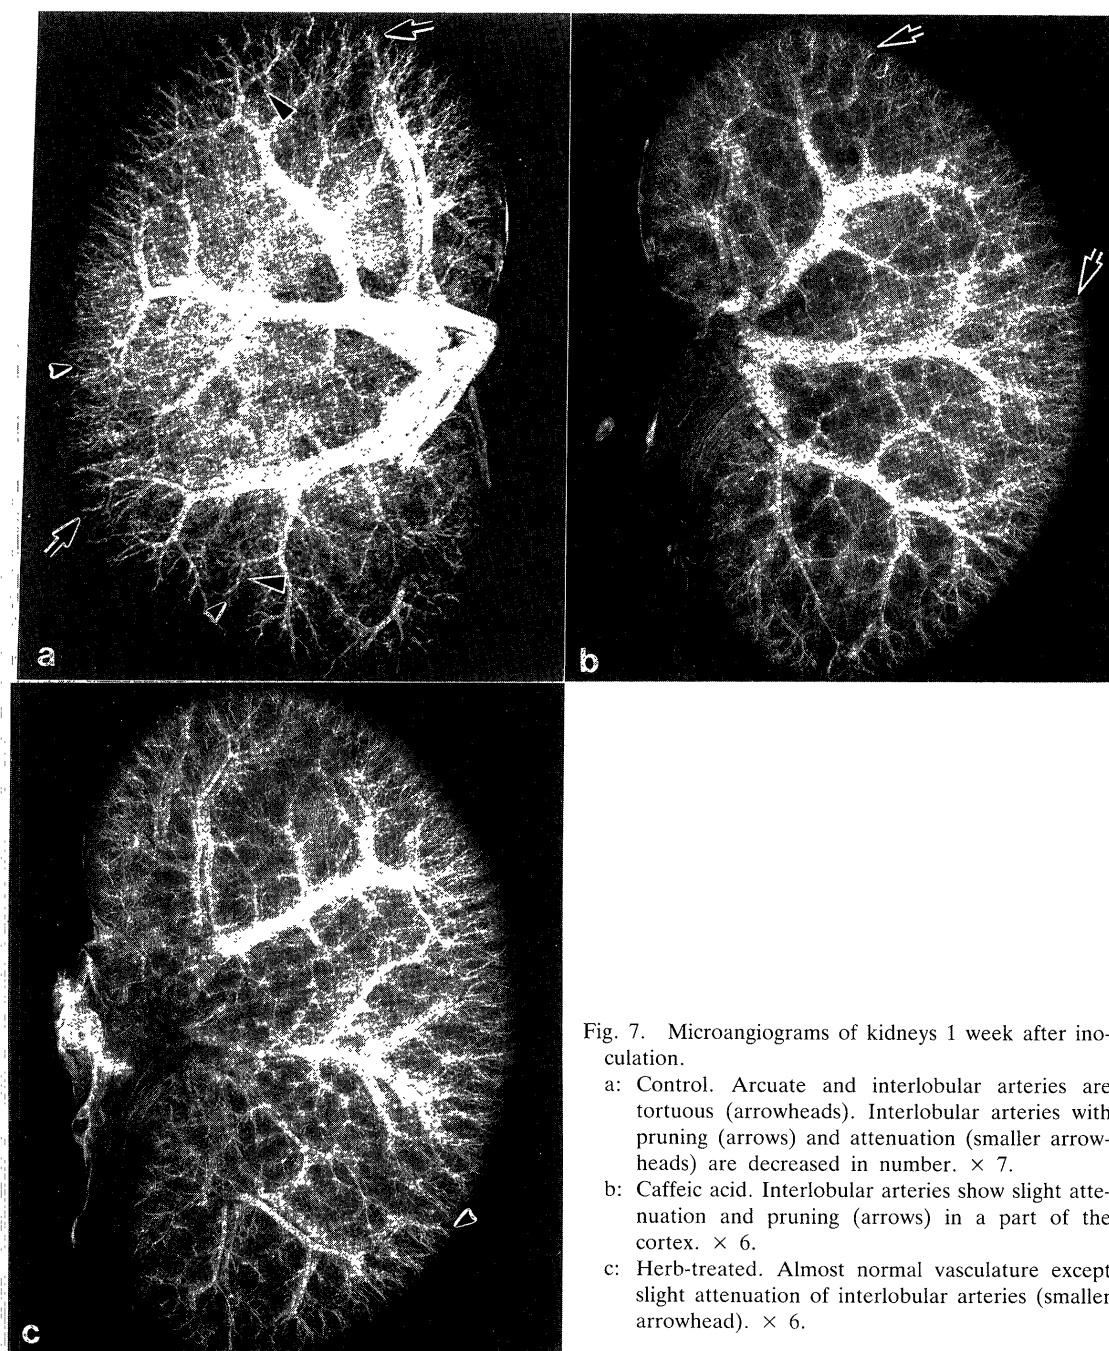 a
b
c
Fig. 7. Microangiograms of kidneys 1 week after ino-
culation.
a: Control. Arcuate and interlobular arteries are
tortuous (arrowheads). Interlobular arteries with
pruning (arrows) and attenuation (smaller arrow-
heads) are decreased in number. × 7.
b: Caffeic acid. Interlobular arteries show slight atte-
nuation and pruning (arrows) in a part of the
cortex. × 6.
c: Herb-treated. Almost normal vasculature except
slight attenuation of interlobular arteries (smaller
arrowhead). × 6.